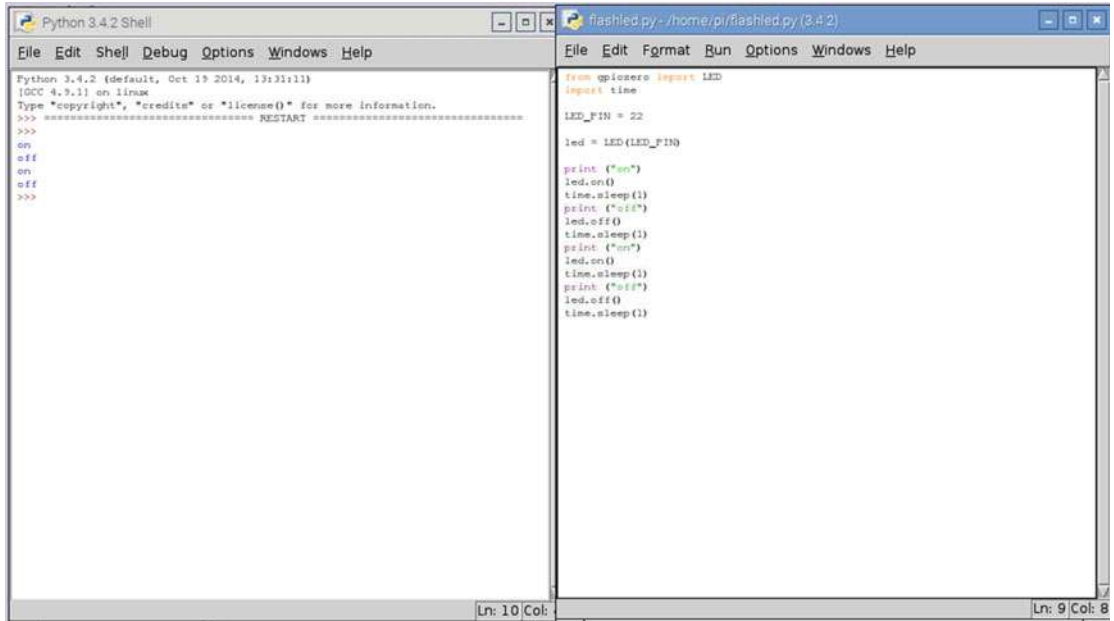 Python 3.4.2 Shell
File Edit Shell Debug Options Windows Help
Python 3.4.2 (default, Oct 19 2014, 13:31:11)
[GCC 4.9.1] on linux
Type "copyright", "credits" or "license()" for more information.
>>> ================================ RESTART ================================
>>>
on
off
on
off
>>>
Ln: 10 Col:
flashled.py - /home/pi/flashled.py (3.4.2)
File Edit Format Run Options Windows Help
from gpiozero import LED
import time
LED_PIN = 22
led = LED(LED_PIN)
print ("on")
led.on()
time.sleep(1)
print ("off")
led.off()
time.sleep(1)
print ("on")
led.on()
time.sleep(1)
print ("off")
led.off()
time.sleep(1)
Ln: 9 Col: 8